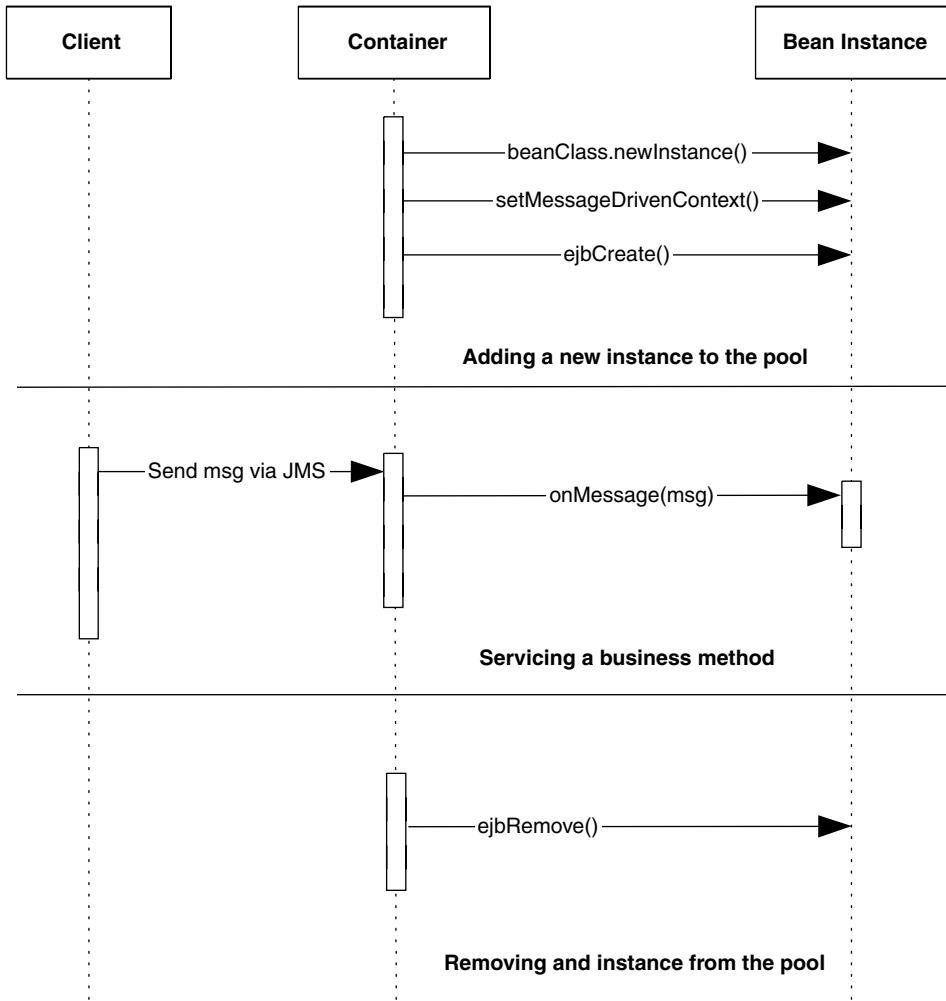 Client
Container
Bean Instance
beanClass.newInstance()
setMessageDrivenContext()
ejbCreate()
Adding a new instance to the pool
Send msg via JMS
onMessage(msg)
Servicing a business method
ejbRemove()
Removing and instance from the pool